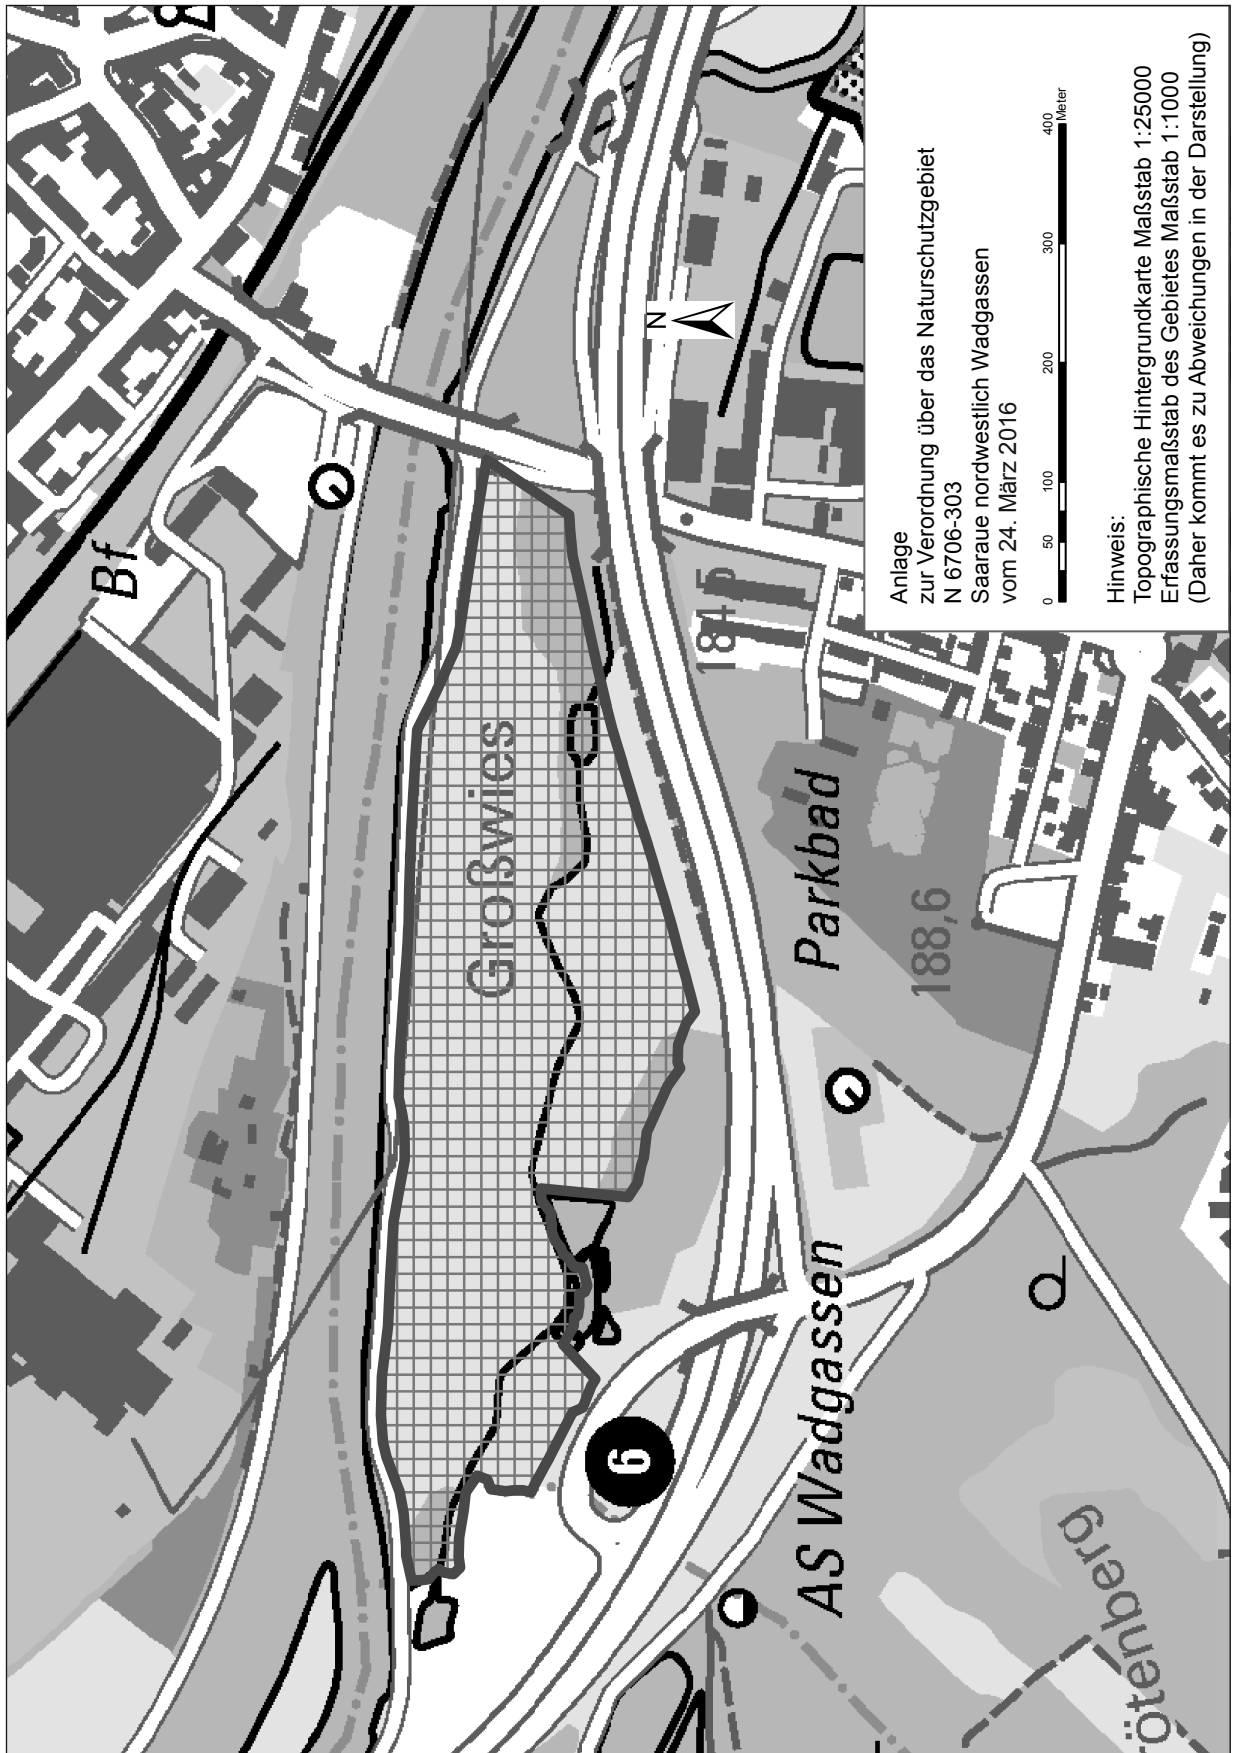 Bf
Großwies
184,5
Parkbad
188,6
AS Wadgassen
6
ötenberg
N
Anlage
zur Verordnung über das Naturschutzgebiet
N 6706-303
Saaraue nordwestlich Wadgassen
vom 24. März 2016
0 50 100 200 300 400
Meter
Hinweis:
Topographische Hintergrundkarte Maßstab 1:25000
Erfassungsmaßstab des Gebietes Maßstab 1:1000
(Daher kommt es zu Abweichungen in der Darstellung)